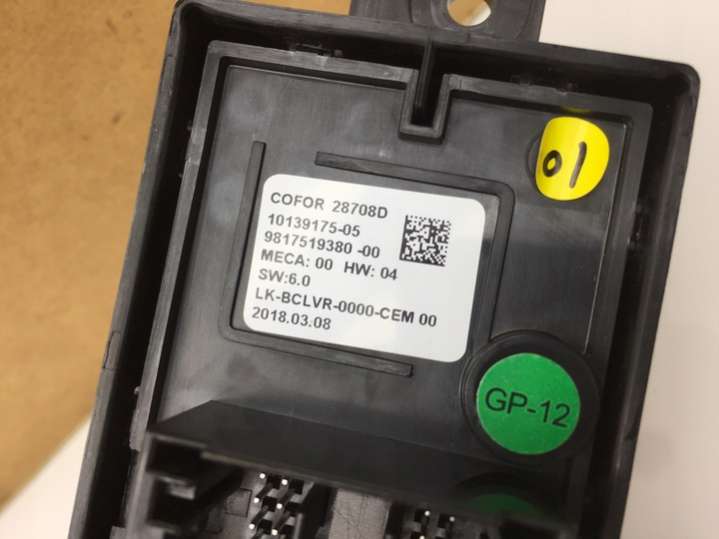 01
COFOR 28708D
10139175-05
9817519380 -00
MECA: 00 HW: 04
SW:6.0
LK-BCLVR-0000-CEM 00
2018.03.08
GP-12